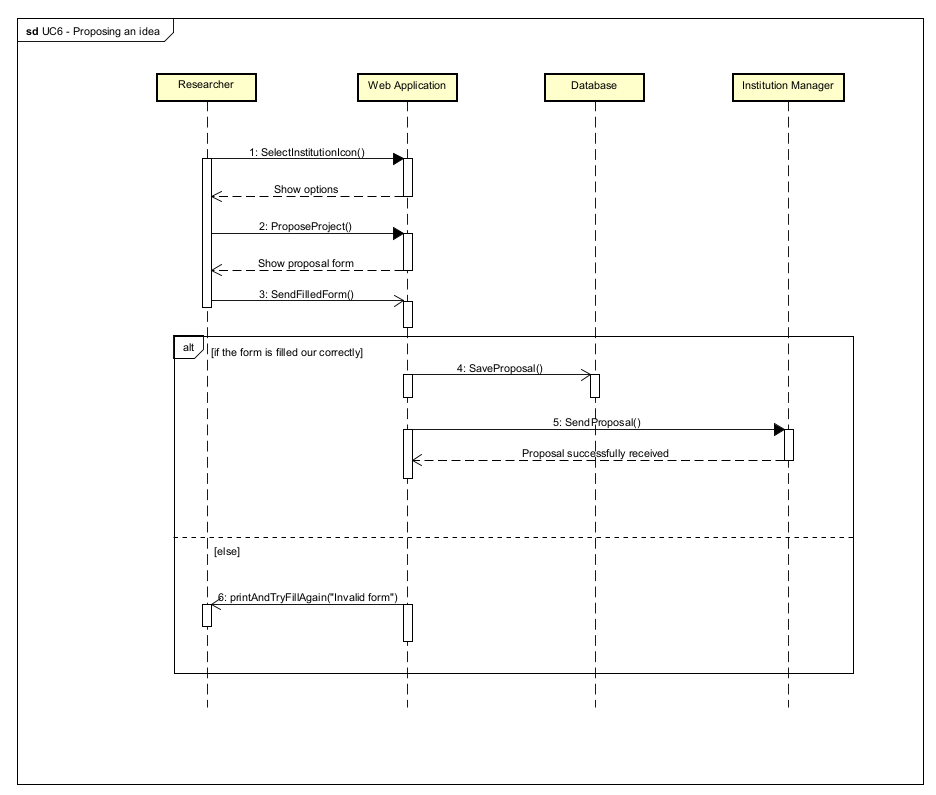 sd UC6 - Proposing an idea
Researcher
Web Application
Database
Institution Manager
1: SelectInstitutionIcon()
Show options
2: ProposeProject()
Show proposal form
3: SendFilledForm()
alt
[if the form is filled our correctly]
4: SaveProposal()
5: SendProposal()
Proposal successfully received
[else]
6: printAndTryFillAgain("Invalid form")